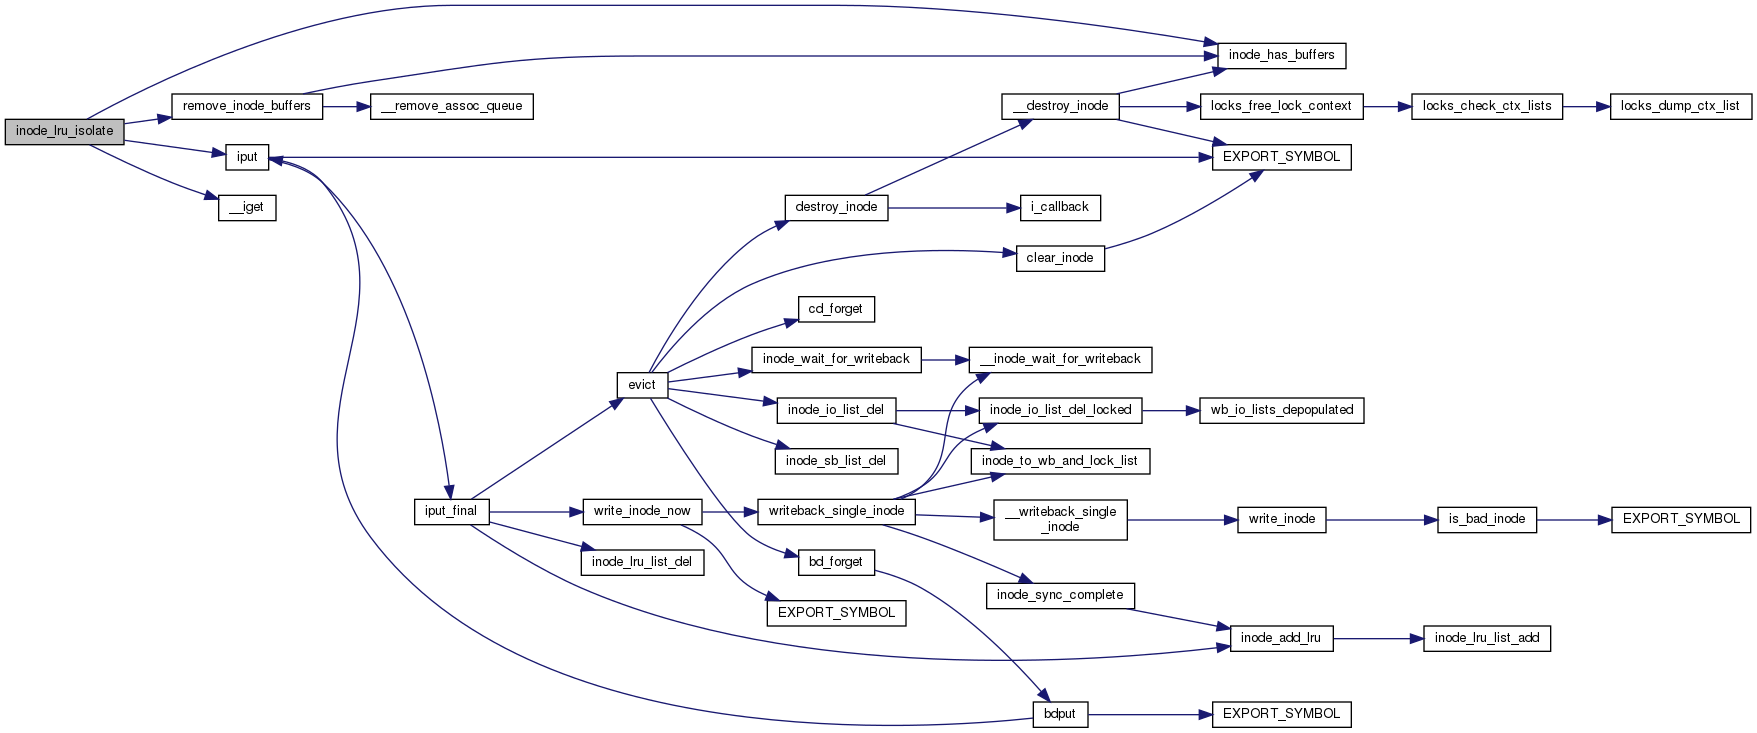 inode_has_buffers
remove_inode_buffers
__remove_assoc_queue
__destroy_inode
locks_free_lock_context
locks_check_ctx_lists
locks_dump_ctx_list
inode_lru_isolate
iput
EXPORT_SYMBOL
__iget
destroy_inode
i_callback
clear_inode
cd_forget
inode_wait_for_writeback
__inode_wait_for_writeback
evict
inode_io_list_del
inode_io_list_del_locked
wb_io_lists_depopulated
inode_sb_list_del
inode_to_wb_and_lock_list
iput_final
write_inode_now
writeback_single_inode
__writeback_single
_inode
write_inode
is_bad_inode
EXPORT_SYMBOL
inode_lru_list_del
bd_forget
inode_sync_complete
EXPORT_SYMBOL
inode_add_lru
inode_lru_list_add
bdput
EXPORT_SYMBOL